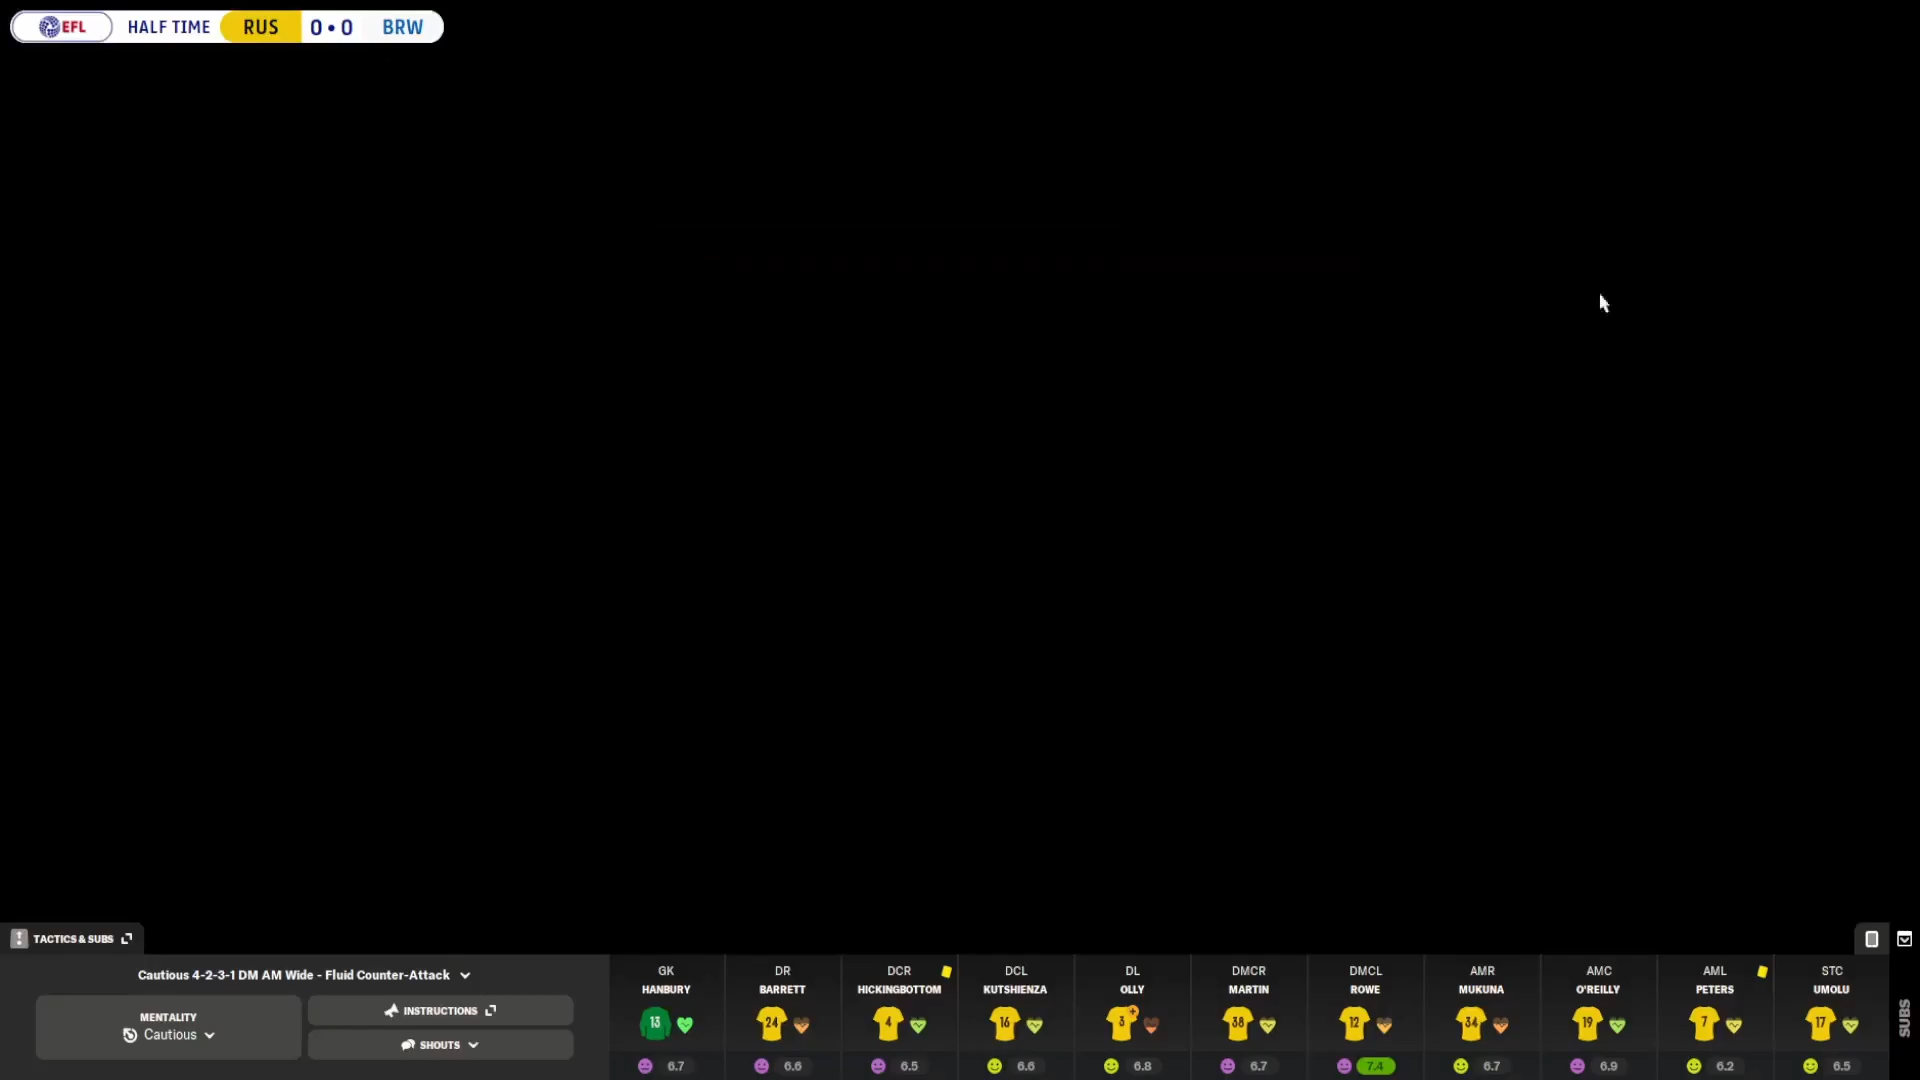 EFL HALF TIME RUS 0 • 0 BRW
TACTICS & SUBS
Cautious 4-2-3-1 DM AM Wide - Fluid Counter-Attack
MENTALITY
Cautious
INSTRUCTIONS
SHOUTS
GK
HANBURY
13
6.7
DR
BARRETT
24
6.6
DCR
HICKINGBOTTOM
4
6.5
DCL
KUTSHIENZA
16
6.6
DL
OLLY
3
6.8
DMCR
MARTIN
38
6.7
DMCL
ROWE
12
7.4
AMR
MUKUNA
34
6.7
AMC
O'REILLY
19
6.9
AML
PETERS
7
6.2
STC
UMOLU
17
6.5
SUBS